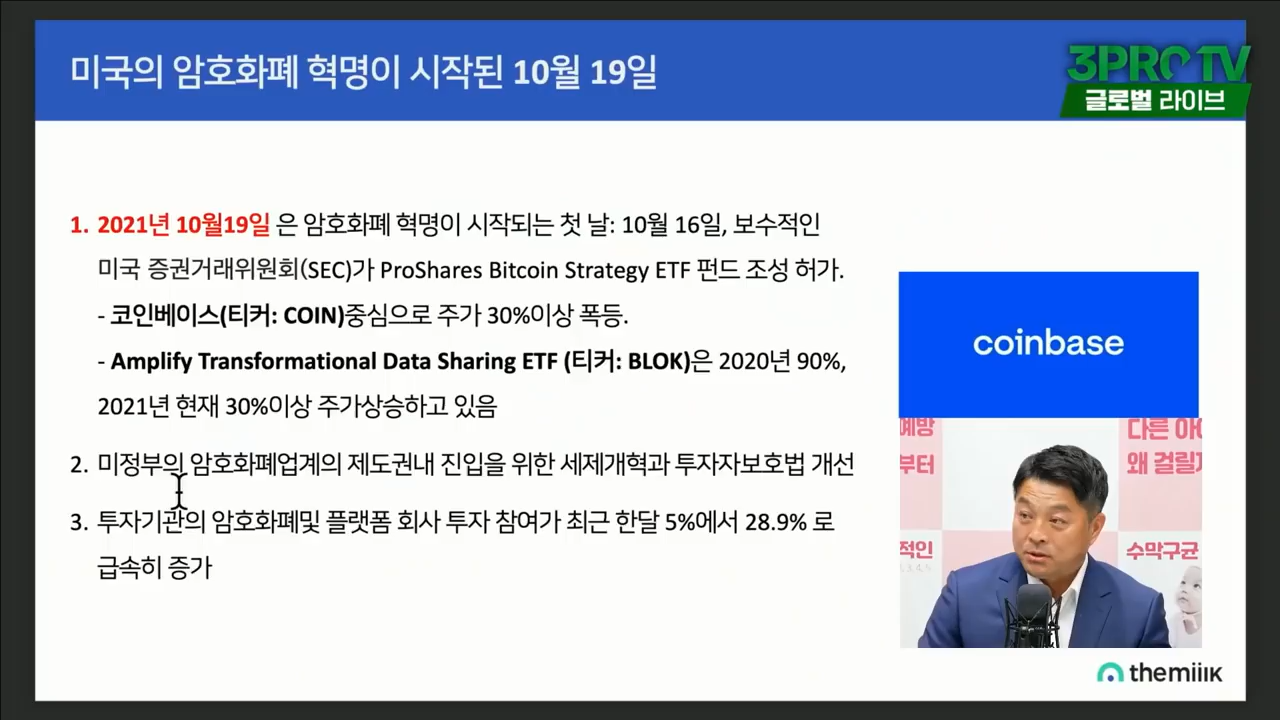 미국의 암호화폐 혁명이 시작된 10월 19일
3PRO TV
글로벌 라이브
1. 2021년 10월19일 은 암호화폐 혁명이 시작되는 첫 날: 10월 16일, 보수적인
미국 증권거래위원회(SEC)가 ProShares Bitcoin Strategy ETF 펀드 조성 허가.
- 코인베이스(티커: COIN)중심으로 주가 30%이상 폭등.
- Amplify Transformational Data Sharing ETF (티커: BLOK)은 2020년 90%,
2021년 현재 30%이상 주가상승하고 있음
2. 미정부의 암호화폐업계의 제도권내 진입을 위한 세제개혁과 투자자보호법 개선
3. 투자기관의 암호화폐및 플랫폼 회사 투자 참여가 최근 한달 5%에서 28.9% 로
급속히 증가
coinbase
예방
부터
적인
다른
왜 걸릴
수막구균
themiilk